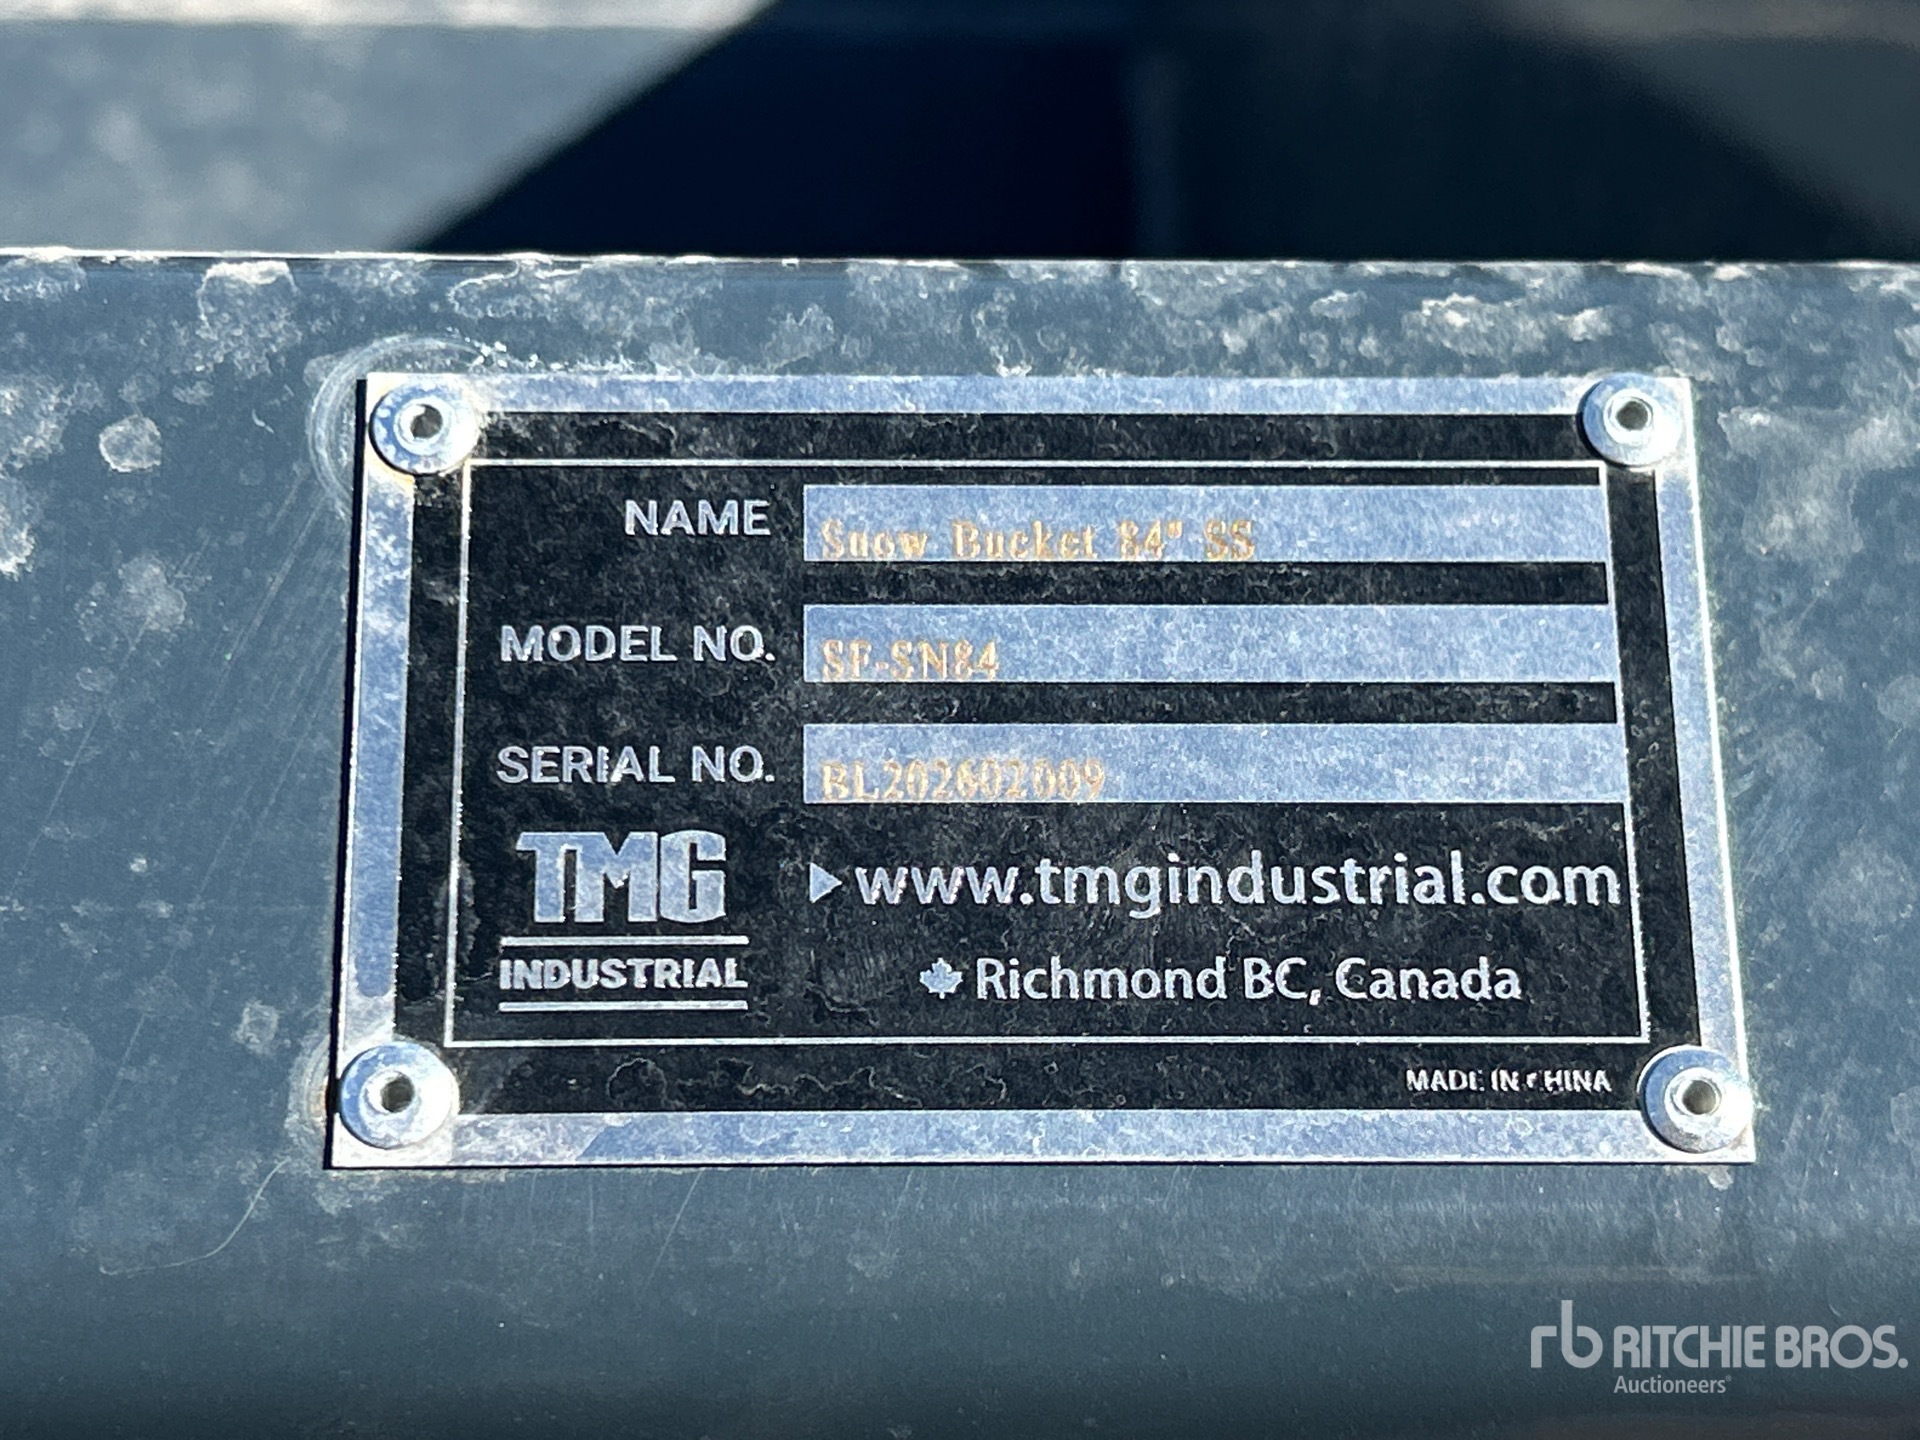 NAME Snow Bucket 84" SS
MODEL NO. SF-SN84
SERIAL NO. BL202602009
TMG
INDUSTRIAL
www.tmgindustrial.com
Richmond BC, Canada
MADE IN CHINA
rb RITCHIE BROS.
Auctioneers®